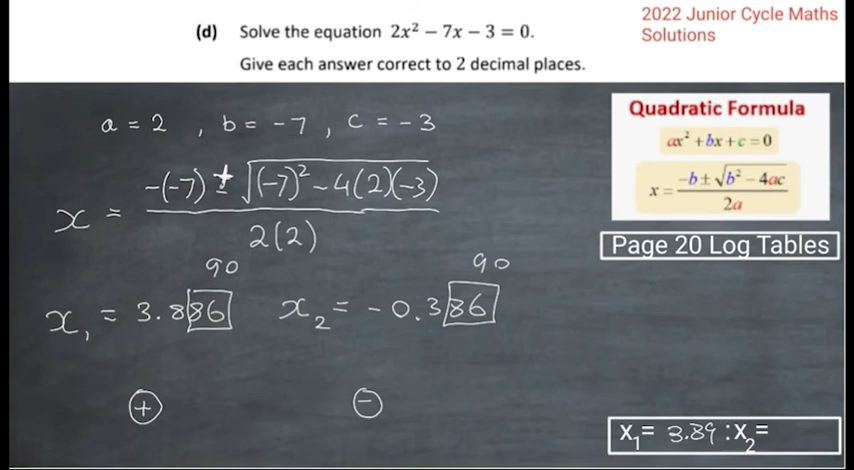 2022 Junior Cycle Maths
Solutions
(d) Solve the equation 2x² − 7x − 3 = 0.
Give each answer correct to 2 decimal places.
a = 2 , b = -7 , c = -3
x = -(-7) ± √(-7)² - 4(2)(-3) / 2(2)
90 90
x₁ = 3.886 x₂ = -0.386
+ -
Quadratic Formula
ax² + bx + c = 0
x = -b ± √b² - 4ac / 2a
Page 20 Log Tables
x₁= 3.89 :x₂=